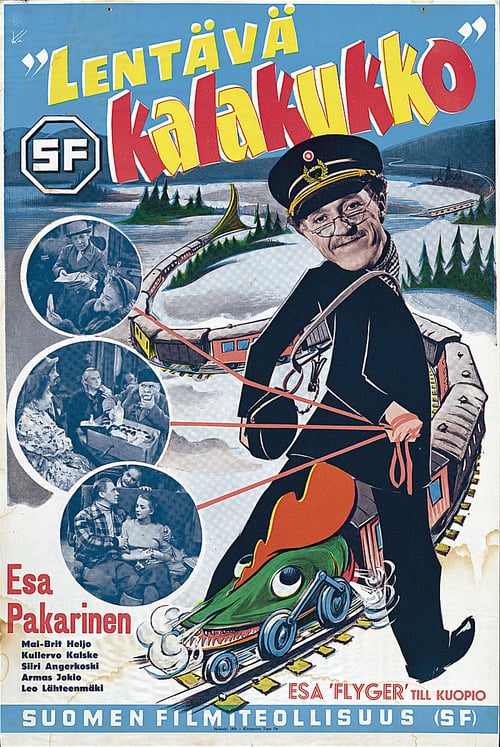 "LENTÄVÄ
KALAKUKKO"
SF
Esa
Pakarinen
Mai-Brit Heljo
Kullervo Kalske
Siiri Angerkoski
Armas Jokio
Leo Lähteenmäki
ESA 'FLYGER' TILL KUOPIO
SUOMEN FILMITEOLLISUUS (SF)